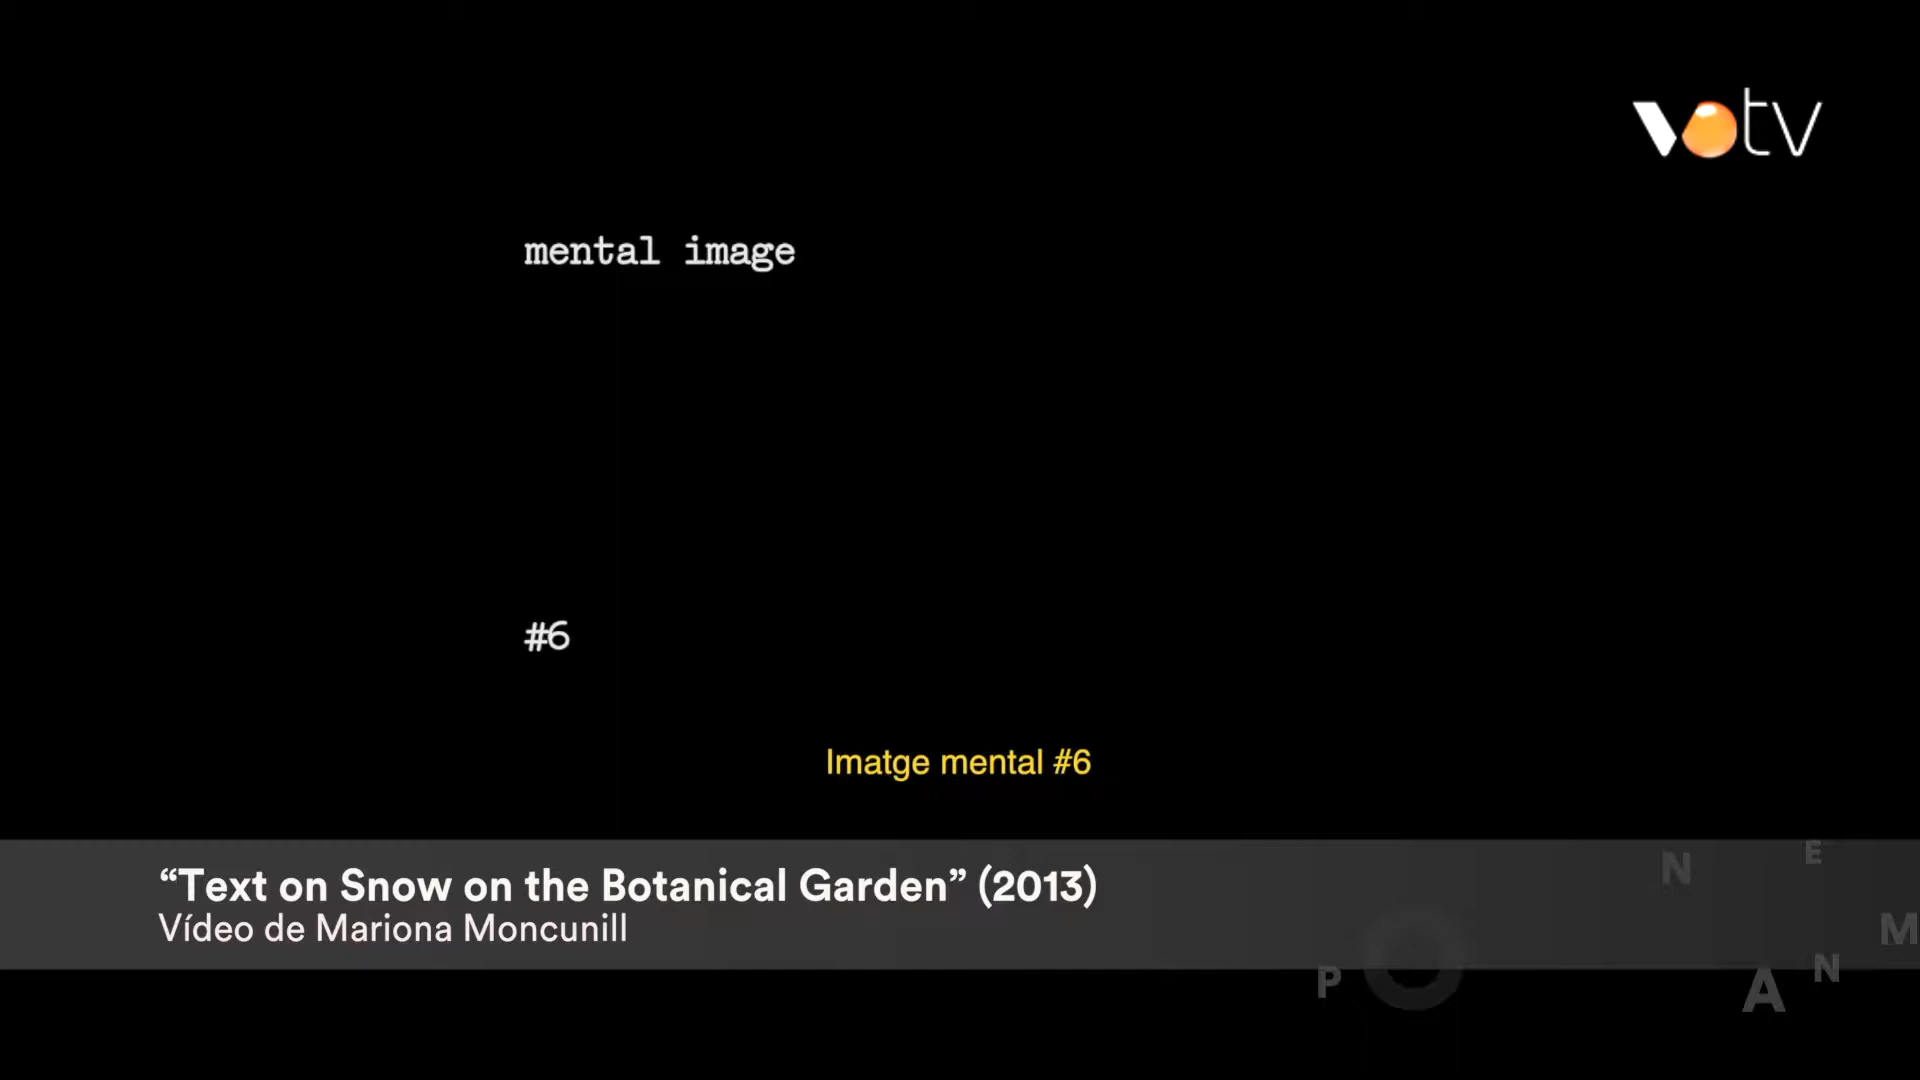 votv
mental image
#6
Imatge mental #6
“Text on Snow on the Botanical Garden” (2013)
Vídeo de Mariona Moncunill
N
E
M
P
O
A
N